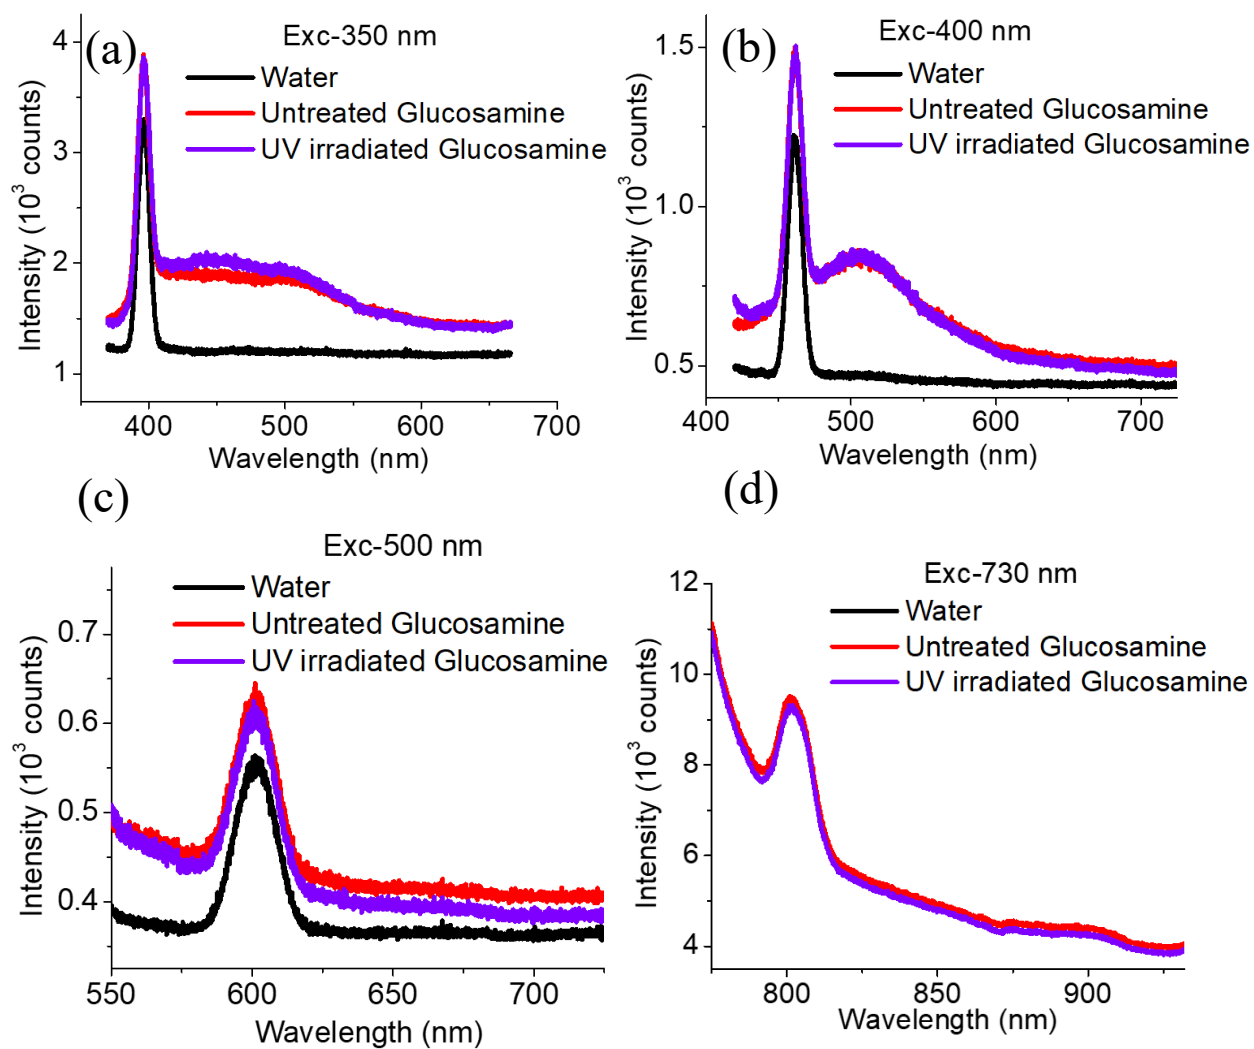 (a)
Exc-350 nm
Water
Untreated Glucosamine
UV irradiated Glucosamine
4
3
2
1
Intensity (10³ counts)
400 500 600 700
Wavelength (nm)
(b)
Exc-400 nm
Water
Untreated Glucosamine
UV irradiated Glucosamine
1.5
1.0
0.5
Intensity (10³ counts)
400 500 600 700
Wavelength (nm)
(c)
Exc-500 nm
Water
Untreated Glucosamine
UV irradiated Glucosamine
0.7
0.6
0.5
0.4
Intensity (10³ counts)
550 600 650 700
Wavelength (nm)
(d)
Exc-730 nm
Water
Untreated Glucosamine
UV irradiated Glucosamine
12
10
8
6
4
Intensity (10³ counts)
800 850 900
Wavelength (nm)